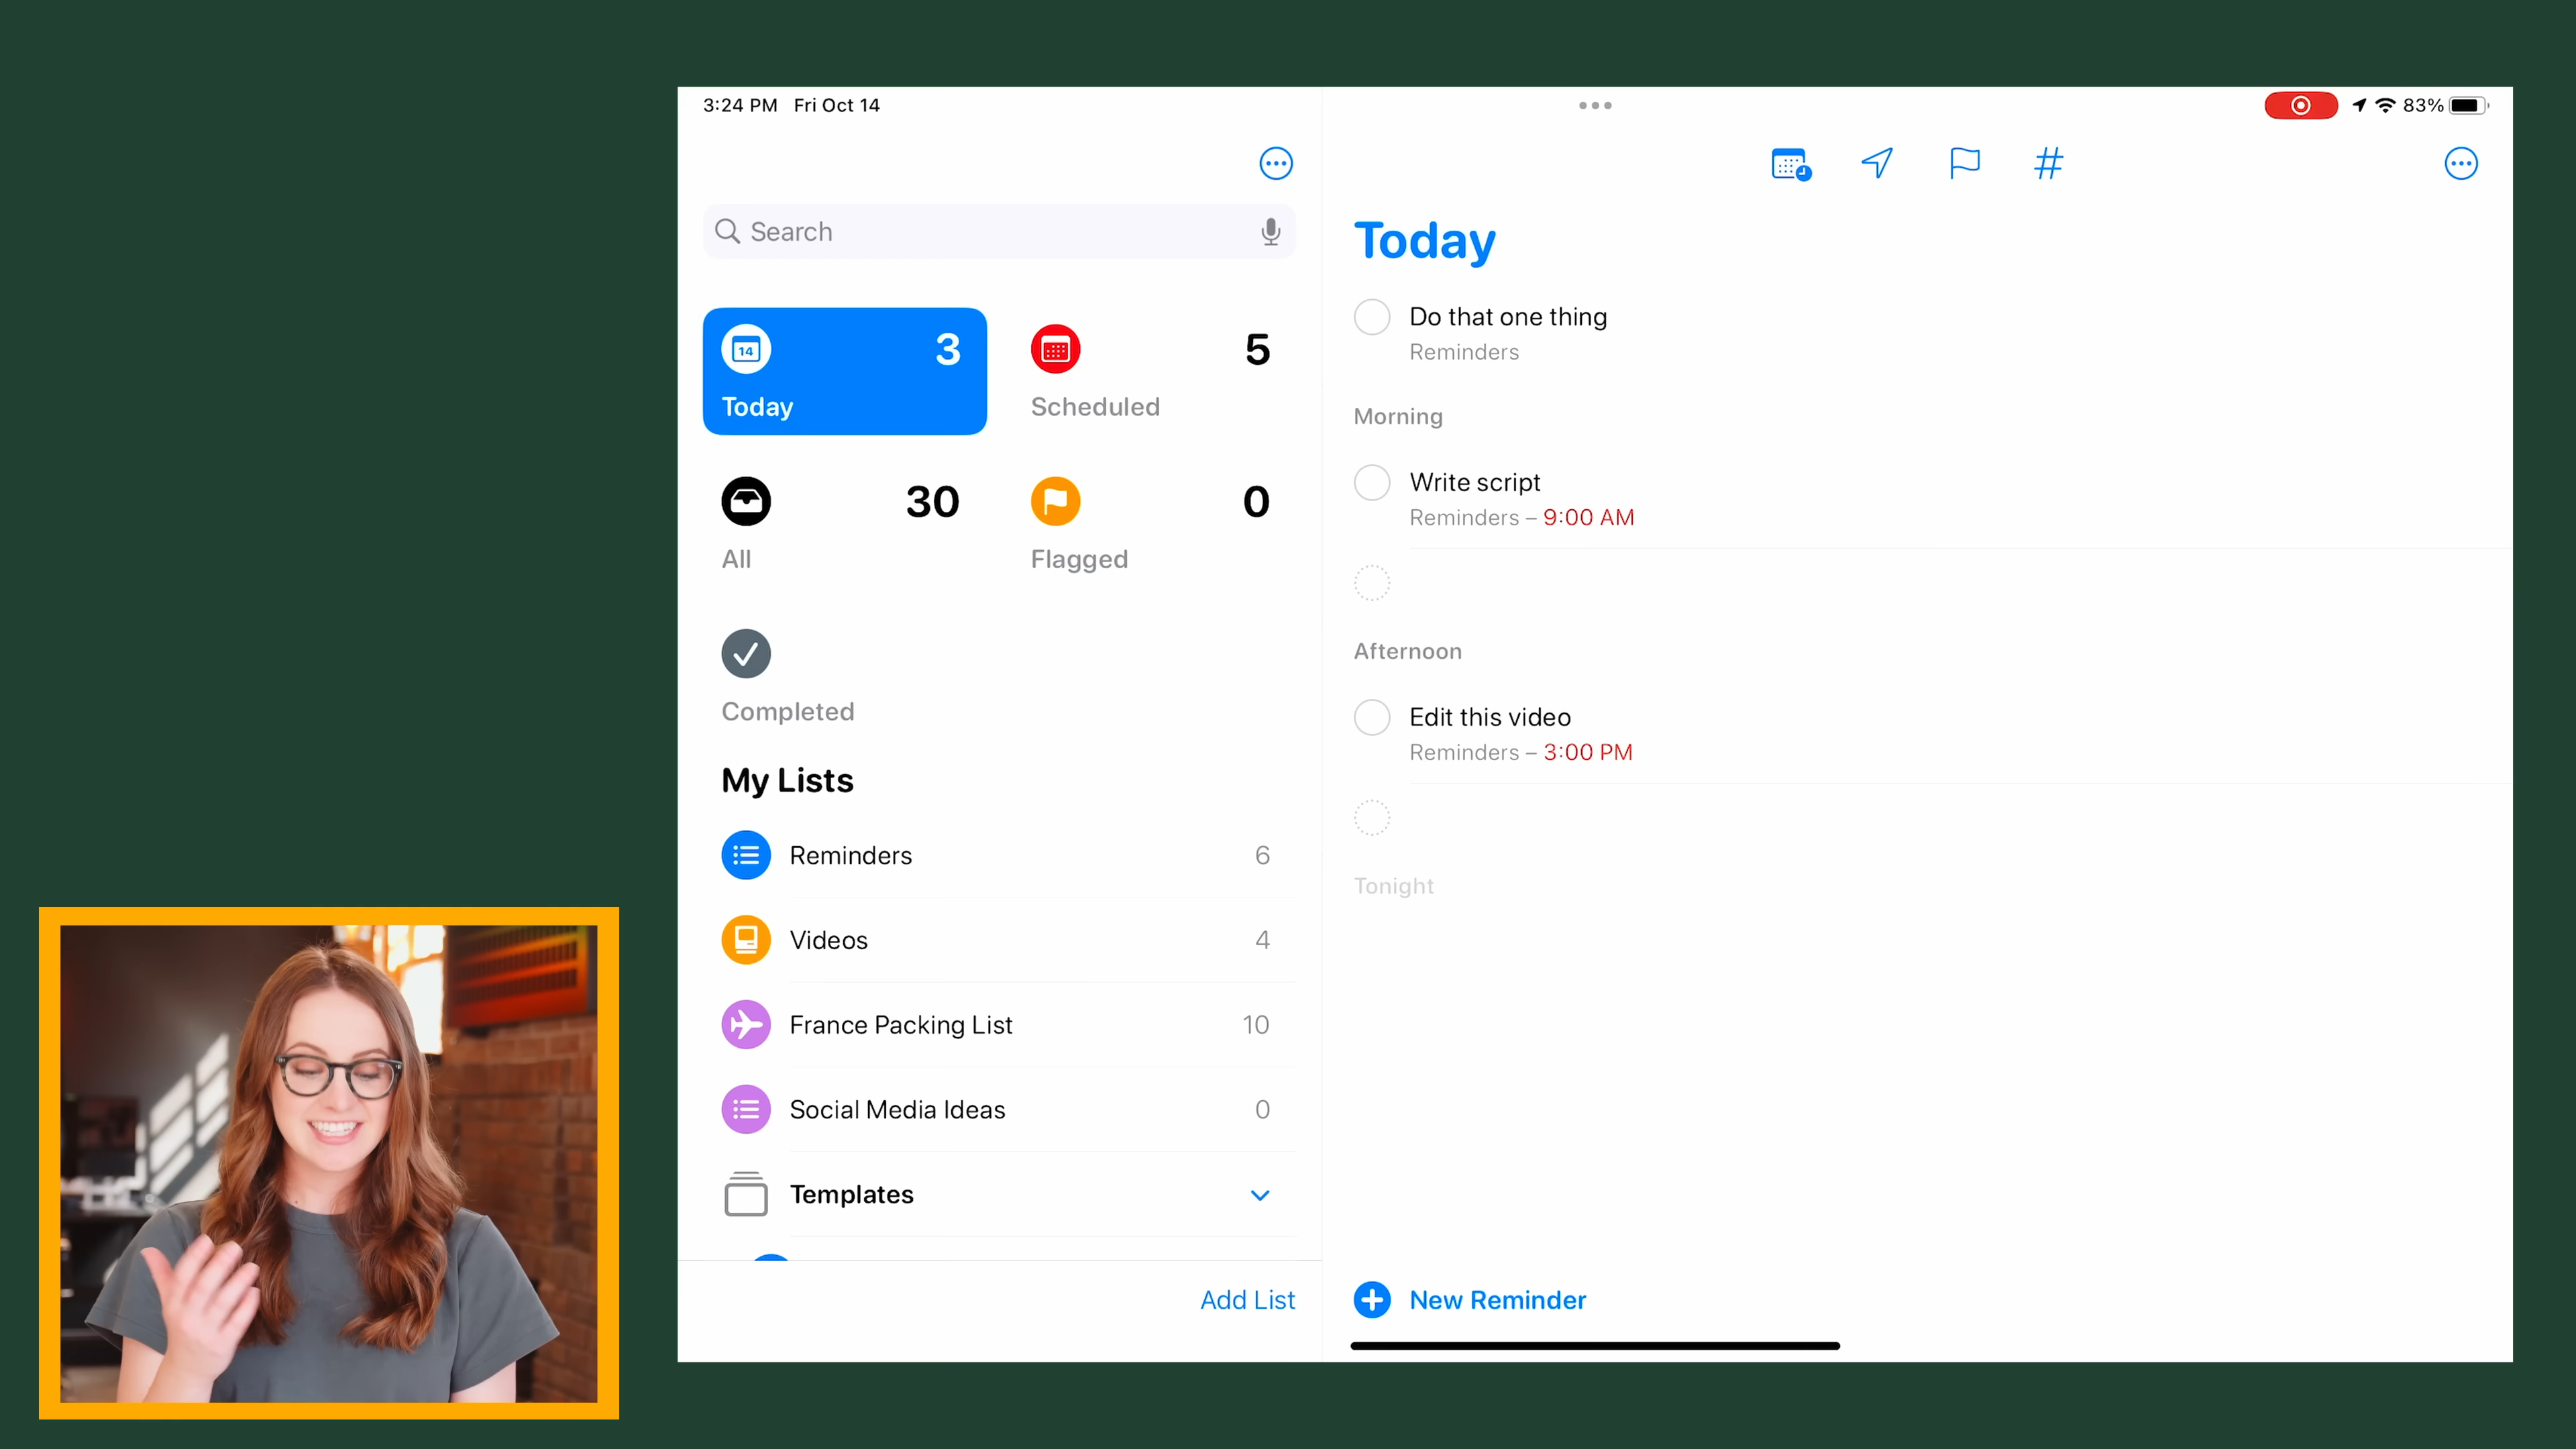 3:24 PM Fri Oct 14
83%
Search
14
3
Today
5
Scheduled
30
All
0
Flagged
Completed
My Lists
Reminders 6
Videos 4
France Packing List 10
Social Media Ideas 0
Templates
Add List
#
Today
Do that one thing
Reminders
Morning
Write script
Reminders – 9:00 AM
Afternoon
Edit this video
Reminders – 3:00 PM
Tonight
New Reminder